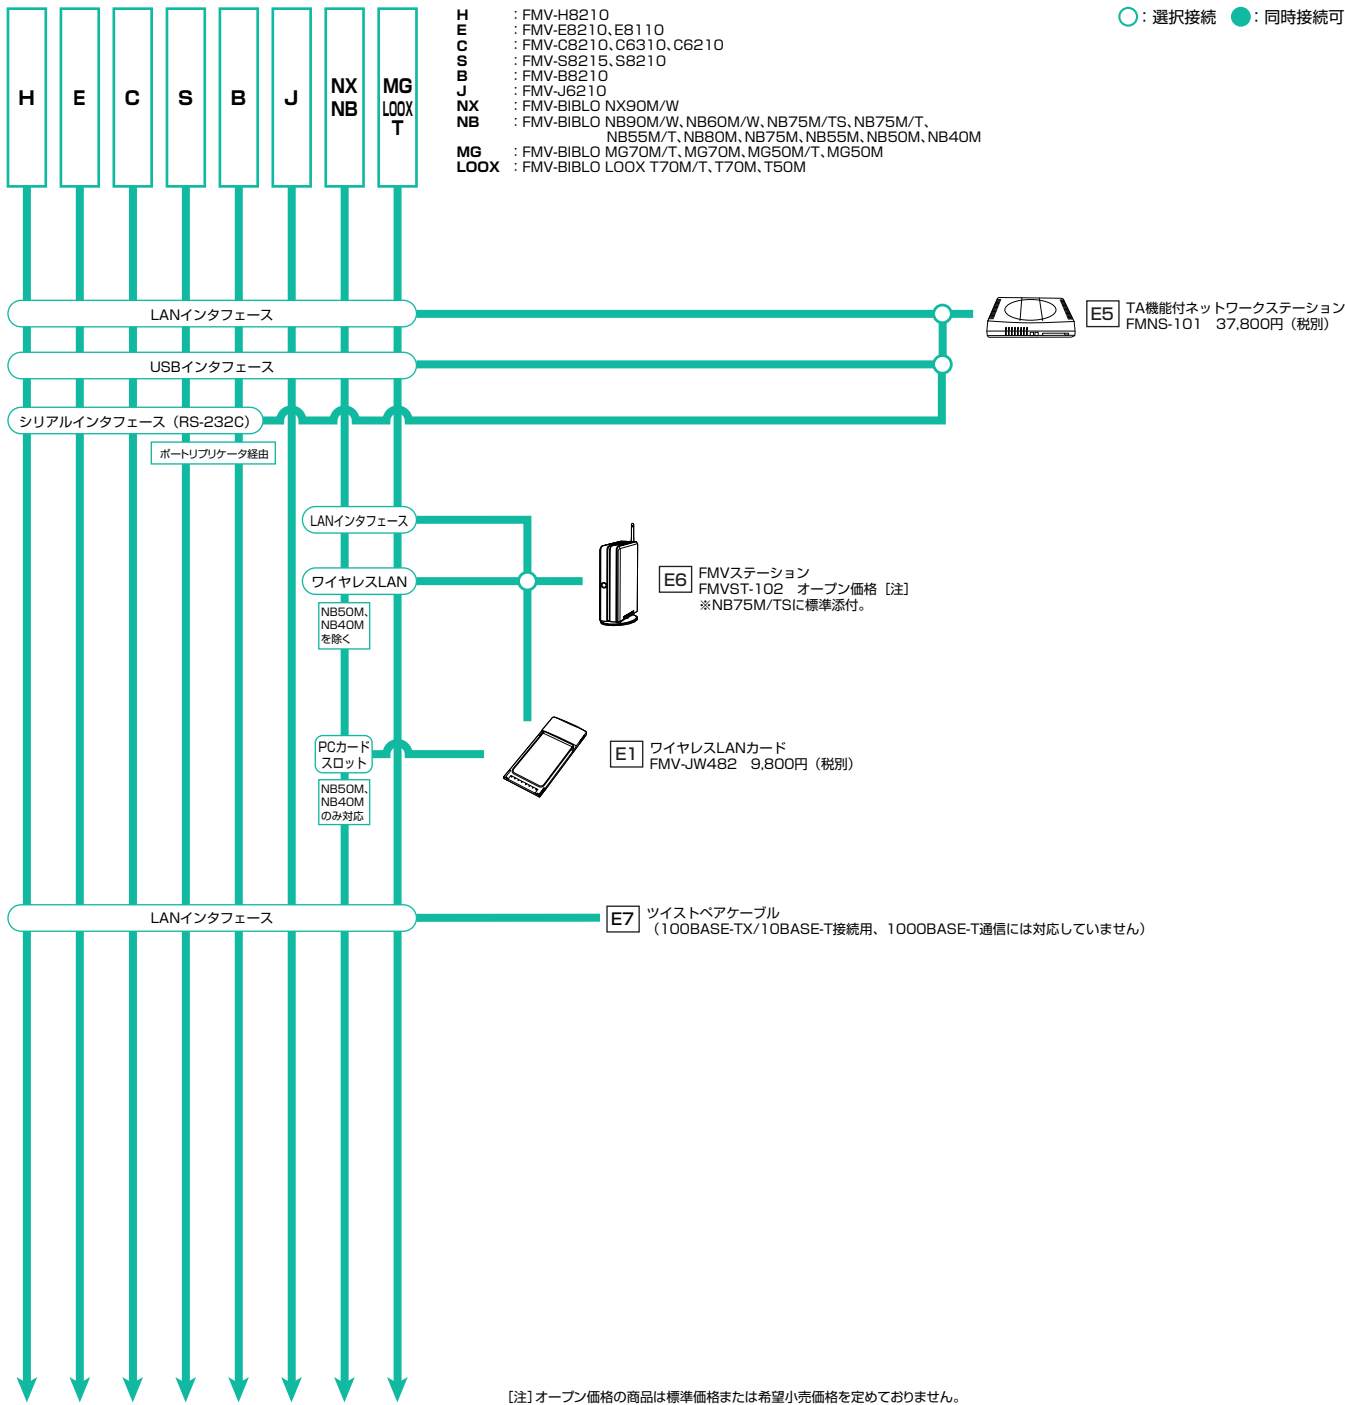 H
E
C
S
B
J
NX
NB
MG
LOOX
T
H : FMV-H8210
E : FMV-E8210、E8110
C : FMV-C8210、C6310、C6210
S : FMV-S8215、S8210
B : FMV-B8210
J : FMV-J6210
NX : FMV-BIBLO NX90M/W
NB : FMV-BIBLO NB90M/W、NB60M/W、NB75M/TS、NB75M/T、
NB55M/T、NB80M、NB75M、NB55M、NB50M、NB40M
MG : FMV-BIBLO MG70M/T、MG70M、MG50M/T、MG50M
LOOX : FMV-BIBLO LOOX T70M/T、T70M、T50M
○：選択接続 ●：同時接続可
LANインタフェース
E5 TA機能付ネットワークステーション
FMNS-101 37,800円（税別）
USBインタフェース
シリアルインタフェース（RS-232C）
ポートリプリケータ経由
LANインタフェース
ワイヤレスLAN
NB50M、
NB40M
を除く
E6 FMVステーション
FMVST-102 オープン価格［注］
※NB75M/TSに標準添付。
PCカード
スロット
NB50M、
NB40M
のみ対応
E1 ワイヤレスLANカード
FMV-JW482 9,800円（税別）
LANインタフェース
E7 ツイストペアケーブル
（100BASE-TX/10BASE-T接続用、1000BASE-T通信には対応していません）
［注］オープン価格の商品は標準価格または希望小売価格を定めておりません。